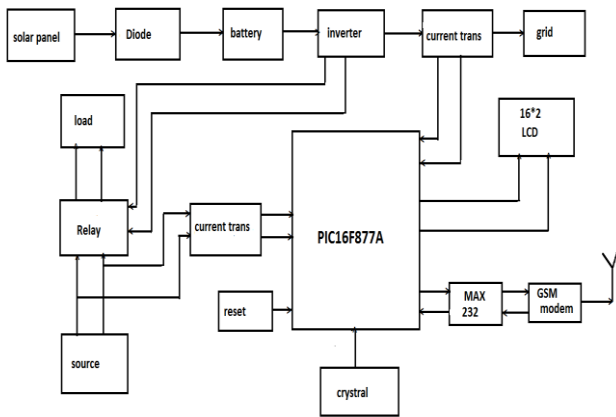 solar panel
Diode
battery
inverter
current trans
grid
load
16*2
LCD
Relay
current trans
PIC16F877A
reset
MAX
232
GSM
modem
source
crystral